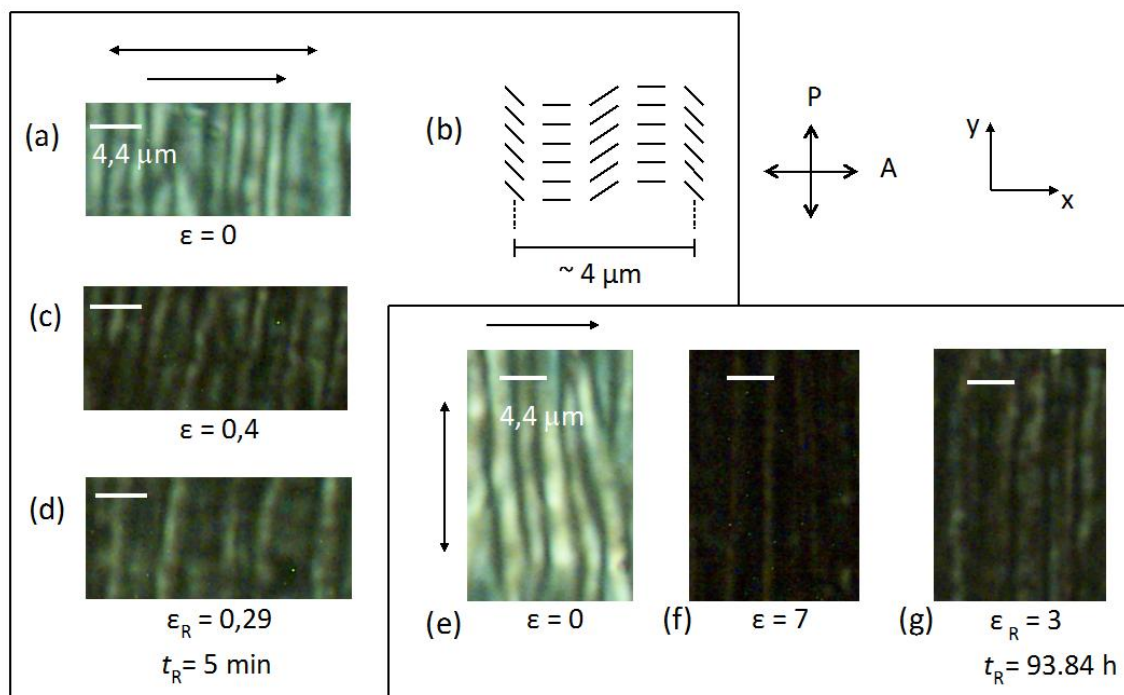 (a)
4,4 μm
ε = 0
(b)
~ 4 μm
P
A
y
x
(c)
ε = 0,4
(d)
ε_R = 0,29
t_R= 5 min
4,4 μm
(e)
ε = 0
(f)
ε = 7
(g)
ε_R = 3
t_R= 93.84 h